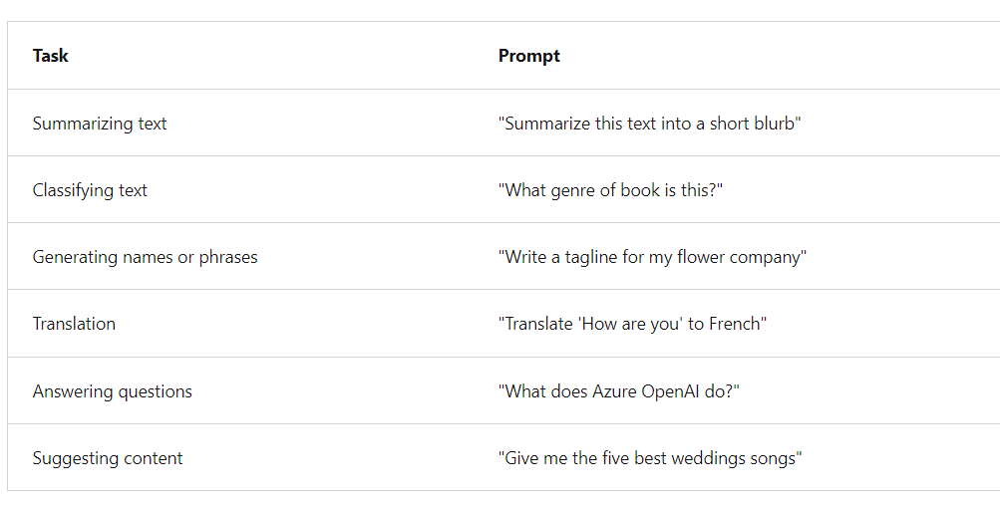 Task Prompt
Summarizing text "Summarize this text into a short blurb"
Classifying text "What genre of book is this?"
Generating names or phrases "Write a tagline for my flower company"
Translation "Translate 'How are you' to French"
Answering questions "What does Azure OpenAI do?"
Suggesting content "Give me the five best weddings songs"